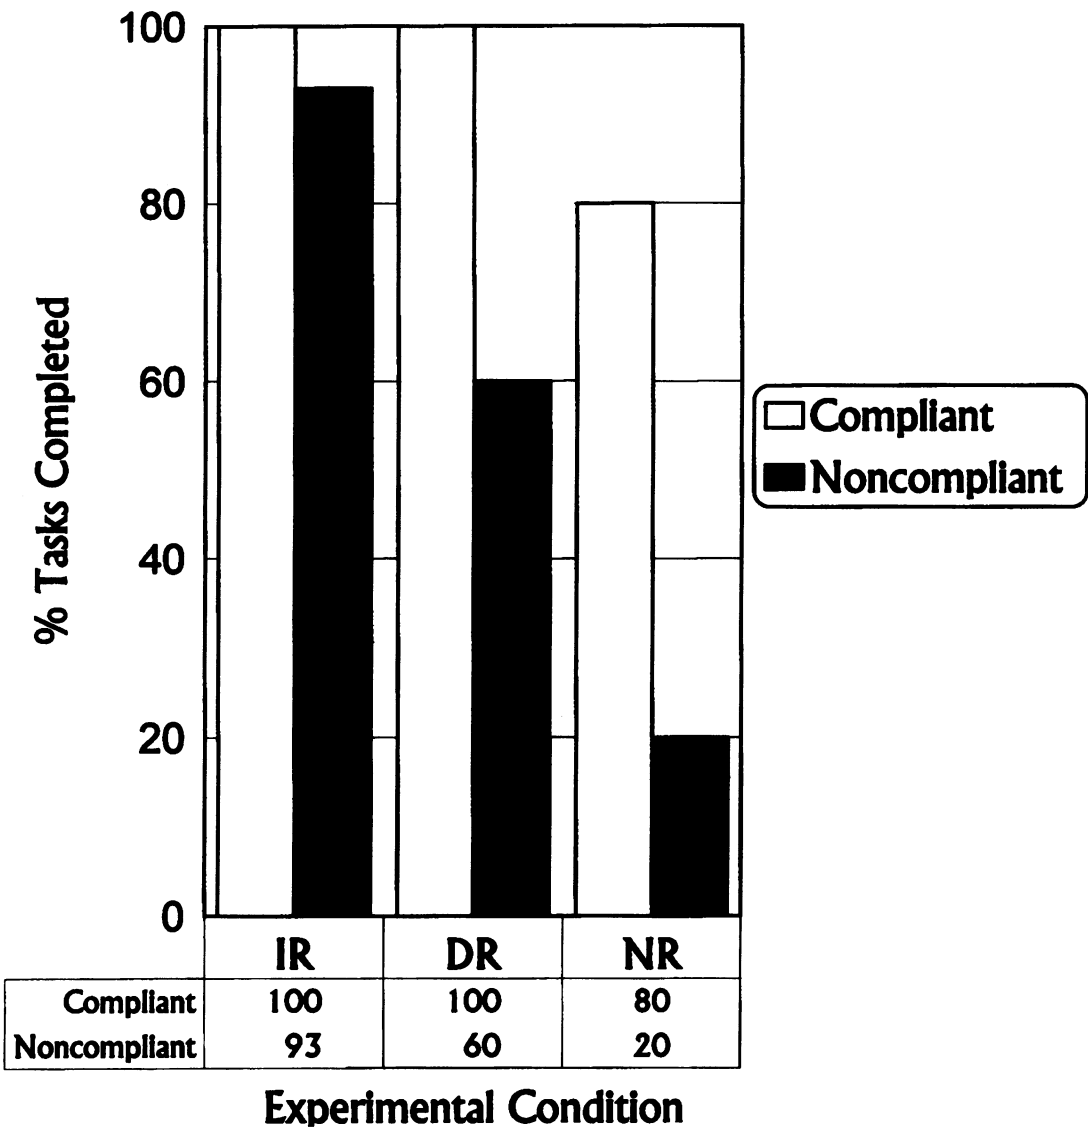 100
80
60
40
20
0
% Tasks Completed
Compliant
Noncompliant
IR DR NR
Compliant 100 100 80
Noncompliant 93 60 20
Experimental Condition